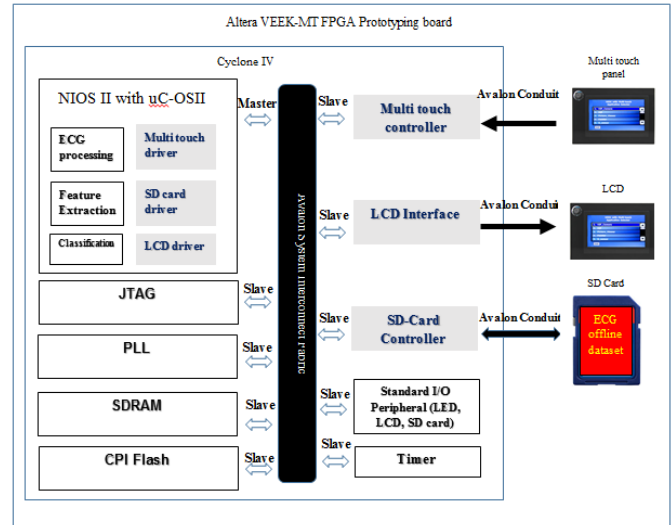 Altera VEEK-MT FPGA Prototyping board
Cyclone IV
Multi touch
panel
NIOS II with uC-OSII
ECG
processing
Multi touch
driver
Feature
Extraction
SD card
driver
Classification
LCD driver
Master
Slave
Multi touch
controller
Avalon Conduit
LCD
Slave
LCD Interface
Avalon Conduit
SD Card
JTAG
Slave
PLL
Slave
SDRAM
Slave
CPI Flash
Slave
Avalon System Interconnect Fabric
Slave
SD-Card
Controller
Avalon Conduit
ECG
offline
dataset
Slave
Standard I/O
Peripheral (LED,
LCD, SD card)
Slave
Timer